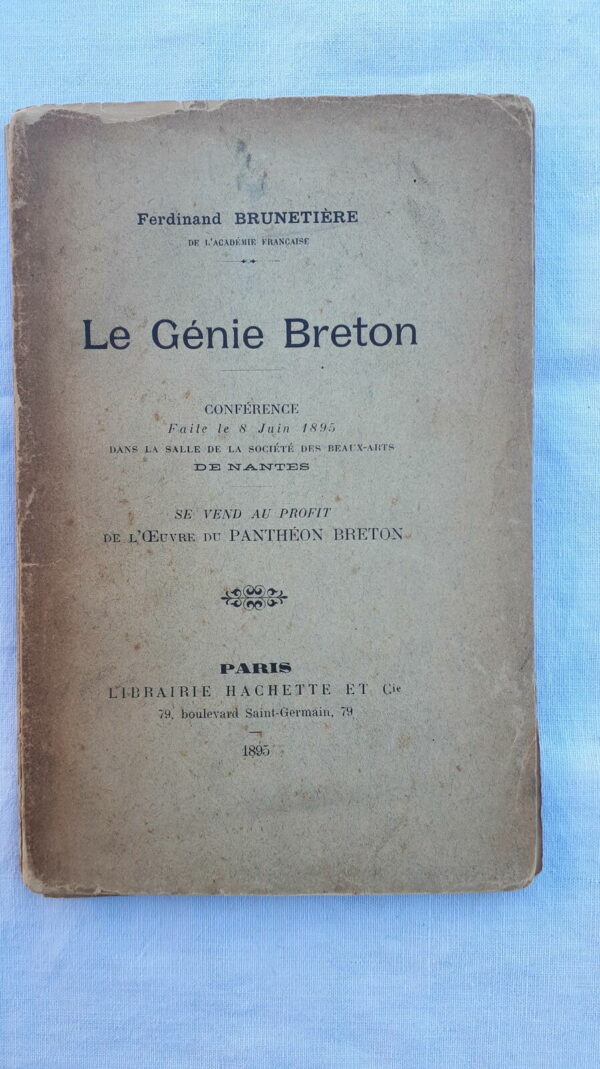 Ferdinand BRUNETIÈRE
DE L'ACADÉMIE FRANÇAISE
Le Génie Breton
CONFÉRENCE
Faite le 8 Juin 1895
DANS LA SALLE DE LA SOCIÉTÉ DES BEAUX-ARTS
DE NANTES
SE VEND AU PROFIT
DE L'ŒUVRE DU PANTHÉON BRETON
PARIS
LIBRAIRIE HACHETTE ET Cie
79, boulevard Saint-Germain, 79
1895